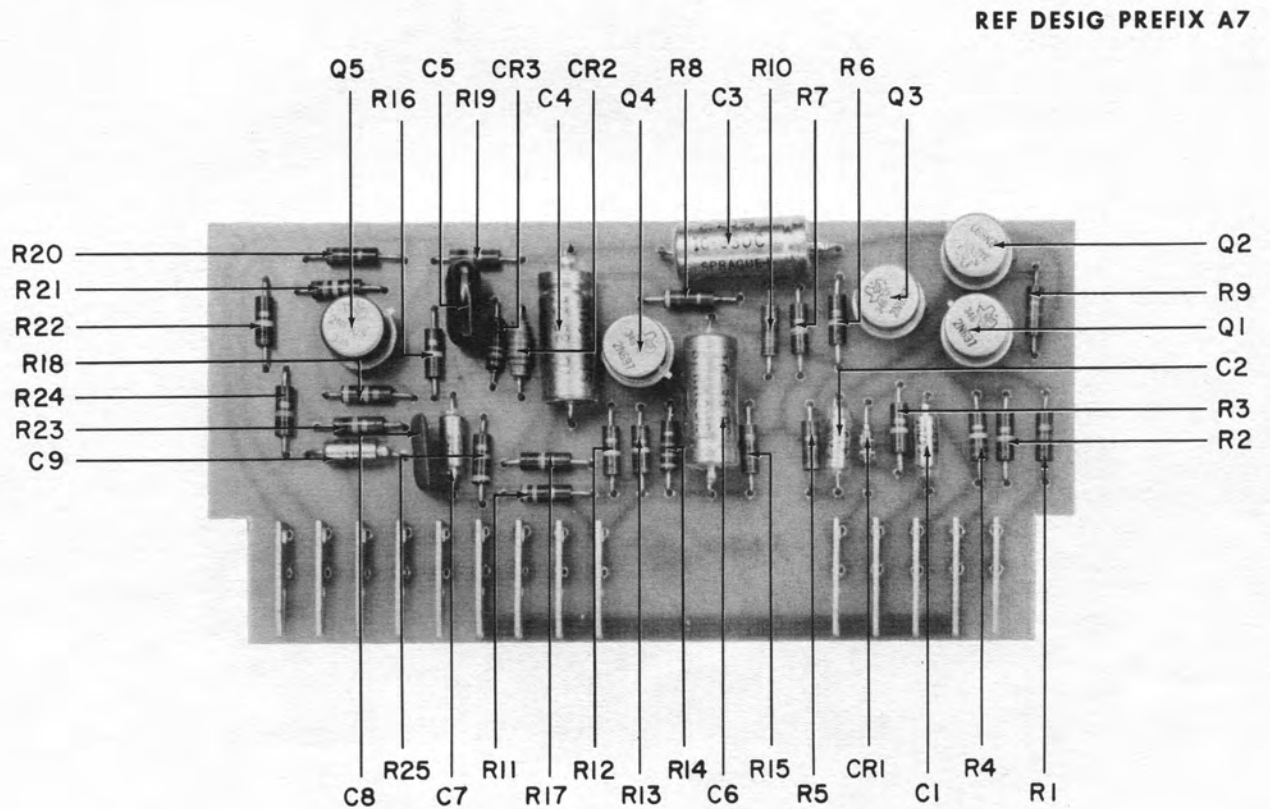 REF DESIG PREFIX A7
Q5 C5 CR3 CR2 R8 R10 R6
R16 R19 C4 Q4 C3 R7 Q3
R20
R21
R22
R18
R24
R23
C9
Q2
R9
Q1
C2
R3
R2
SPRAGUE
2N697
2N697
R25 R11 R12 R14 R15 CR1 R4
C8 C7 R17 R13 C6 R5 C1 R1